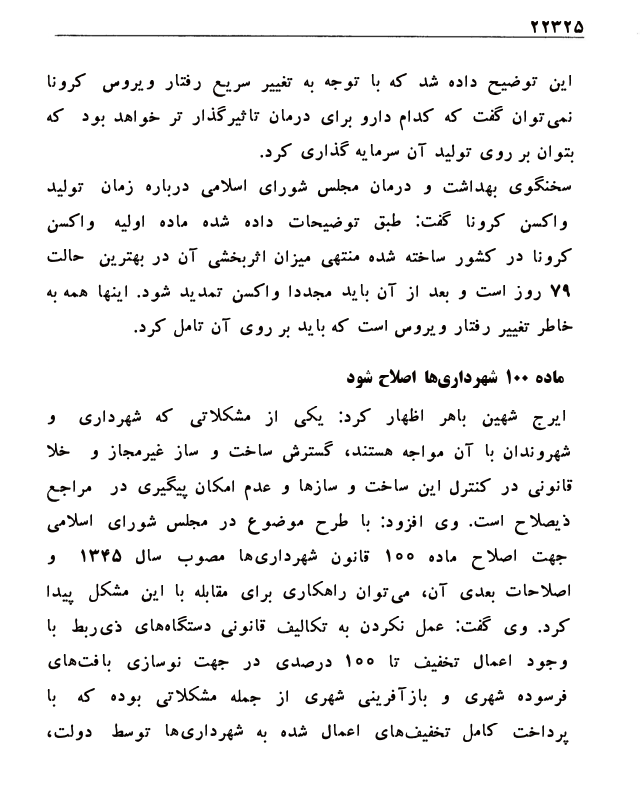 ۲۲۳۲۵
این توضیح داده شد که با توجه به تغییر سریع رفتار ویروس کرونا
نمی‌توان گفت که کدام دارو برای درمان تاثیرگذار تر خواهد بود که
بتوان بر روی تولید آن سرمایه گذاری کرد.
سخنگوی بهداشت و درمان مجلس شورای اسلامی درباره زمان تولید
واکسن کرونا گفت: طبق توضیحات داده شده ماده اولیه واکسن
کرونا در کشور ساخته شده منتهی میزان اثربخشی آن در بهترین حالت
۷۹ روز است و بعد از آن باید مجددا واکسن تمدید شود. اینها همه به
خاطر تغییر رفتار ویروس است که باید بر روی آن تامل کرد.
ماده ۱۰۰ شهرداری‌ها اصلاح شود
ایرج شهین باهر اظهار کرد: یکی از مشکلاتی که شهرداری و
شهروندان با آن مواجه هستند، گسترش ساخت و ساز غیرمجاز و خلا
قانونی در کنترل این ساخت و سازها و عدم امکان پیگیری در مراجع
ذیصلاح است. وی افزود: با طرح موضوع در مجلس شورای اسلامی
جهت اصلاح ماده ۱۰۰ قانون شهرداری‌ها مصوب سال ۱۳۴۵ و
اصلاحات بعدی آن، می‌توان راهکاری برای مقابله با این مشکل پیدا
کرد. وی گفت: عمل نکردن به تکالیف قانونی دستگاه‌های ذی‌ربط با
وجود اعمال تخفیف تا ۱۰۰ درصدی در جهت نوسازی بافت‌های
فرسوده شهری و بازآفرینی شهری از جمله مشکلاتی بوده که با
پرداخت کامل تخفیف‌های اعمال شده به شهرداری‌ها توسط دولت،